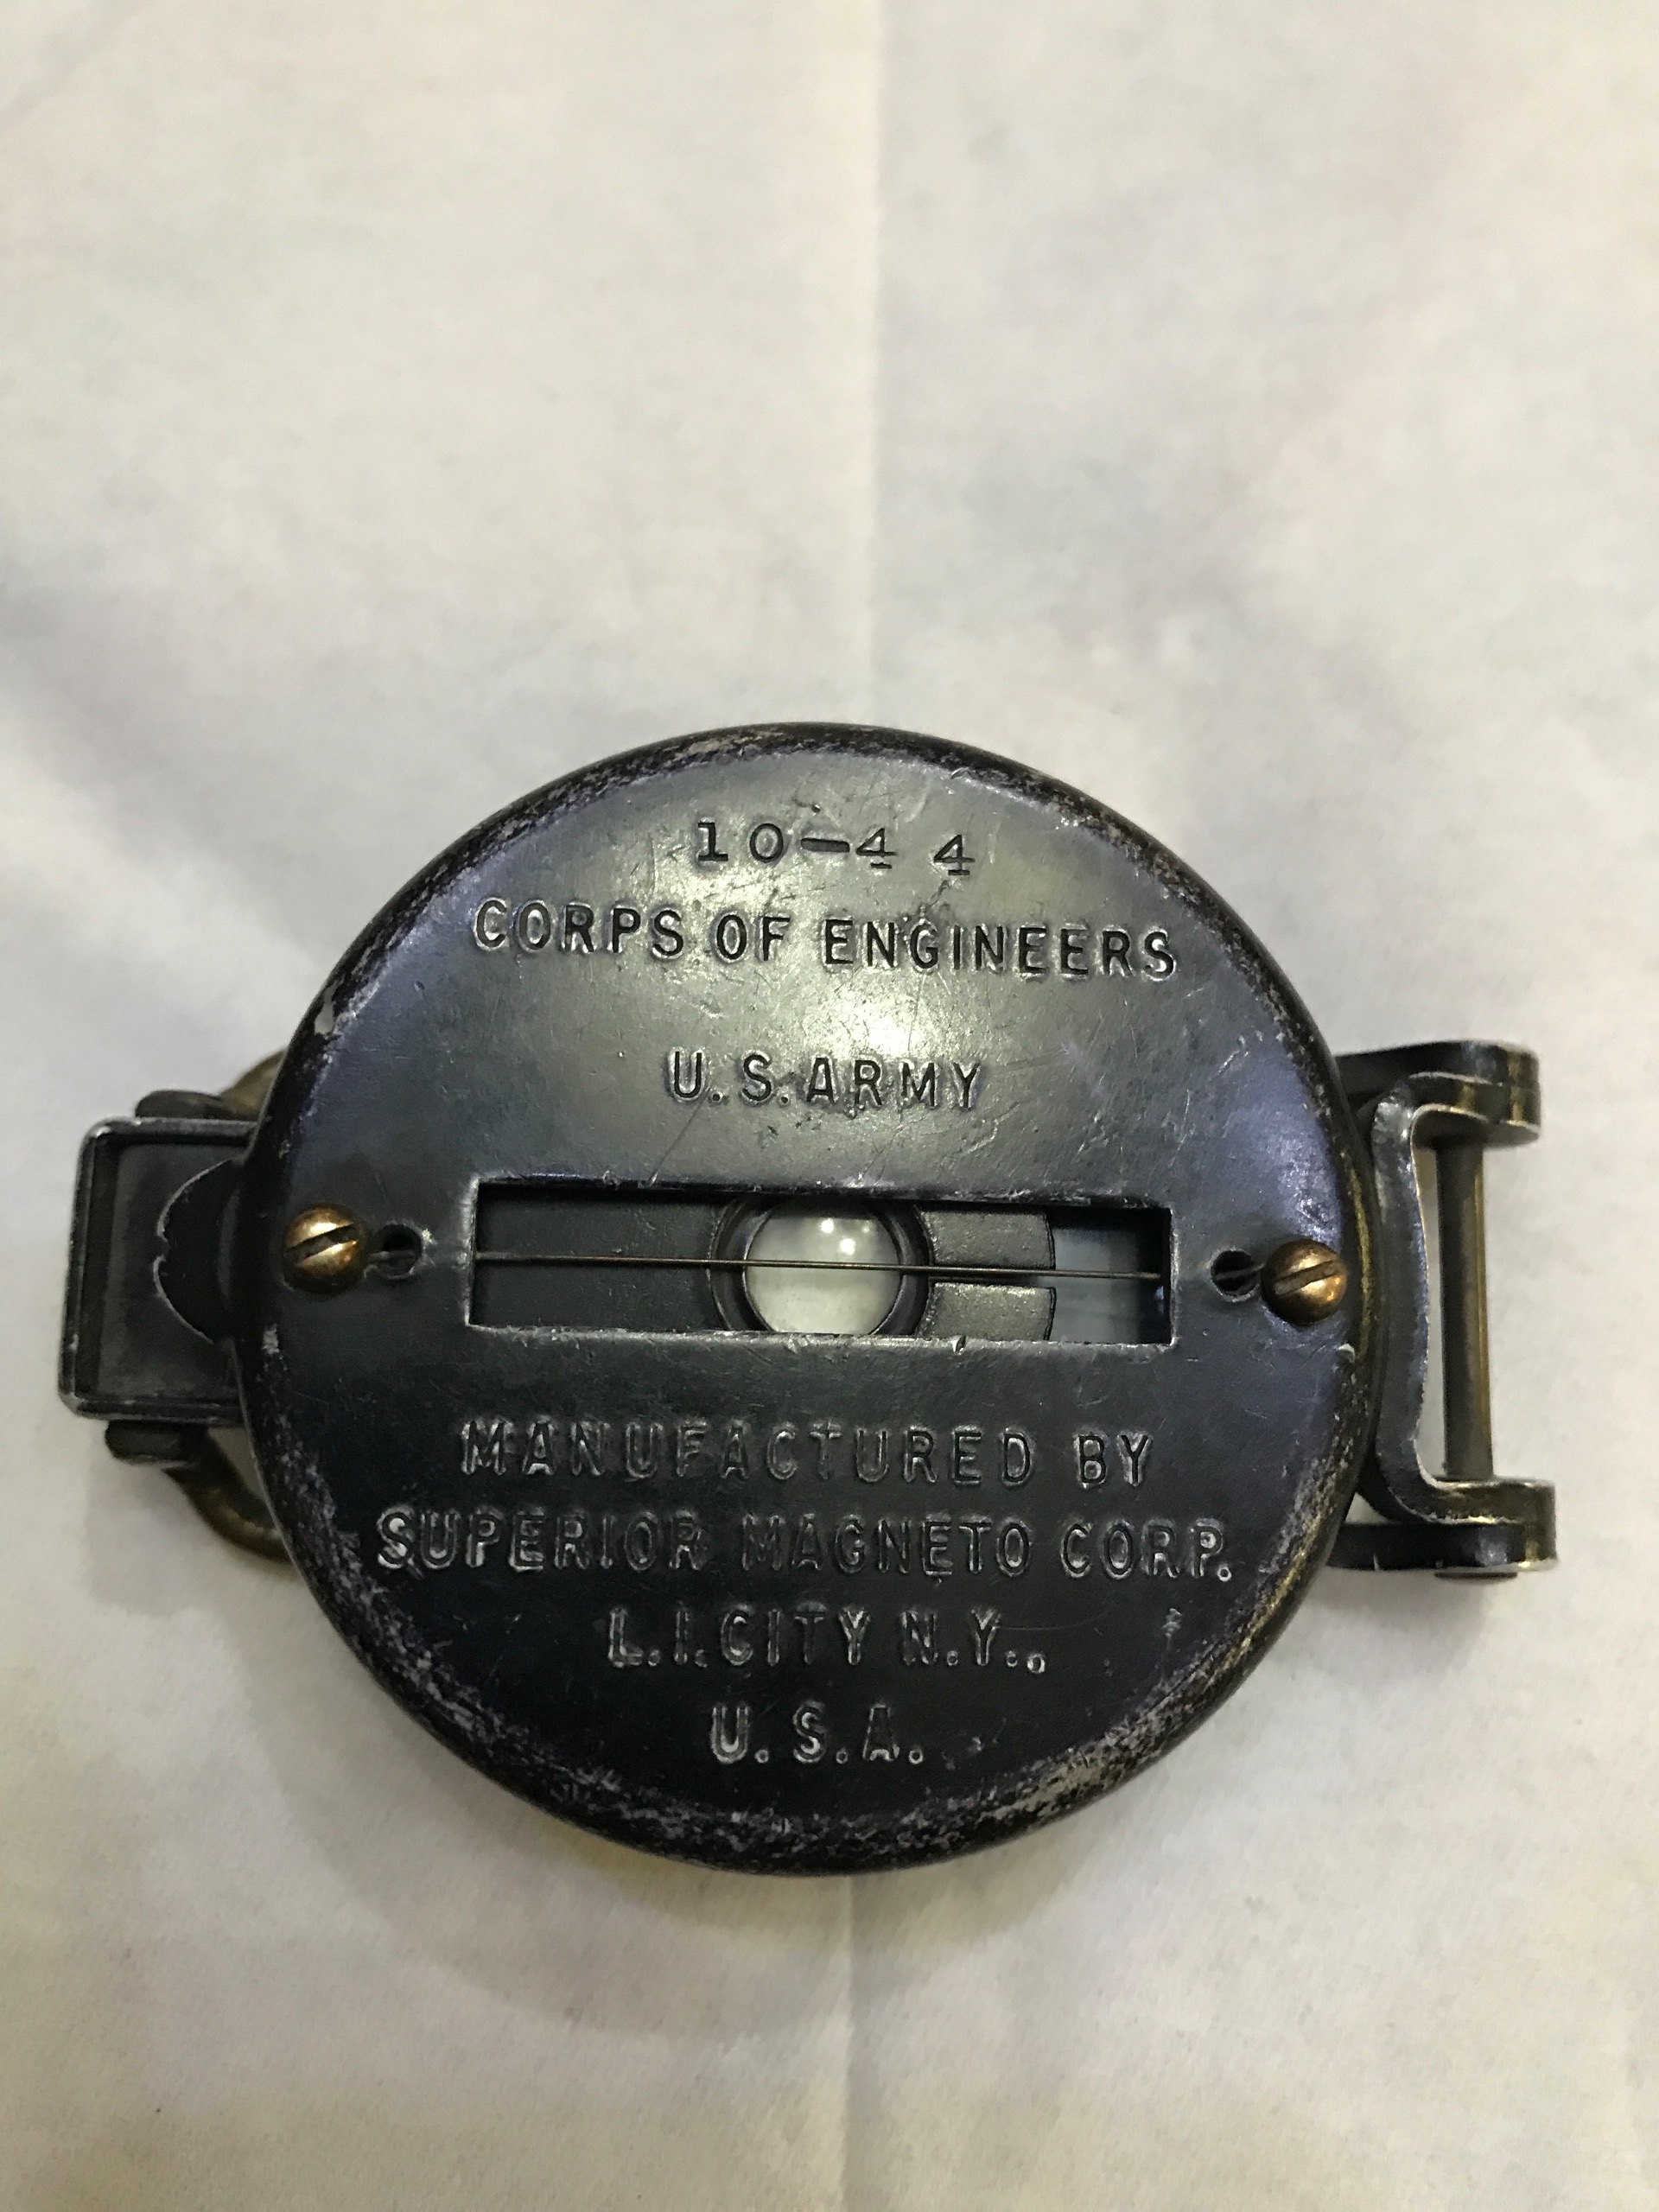 10-44
CORPS OF ENGINEERS
U.S.ARMY
MANUFACTURED BY
SUPERIOR MAGNETO CORP.
L.I.CITY N.Y.,
U.S.A.